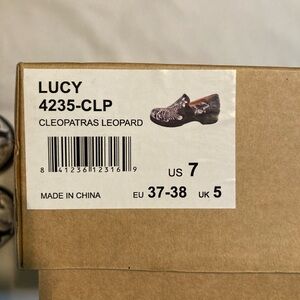 LUCY
4235-CLP
CLEOPATRAS LEOPARD
8 41236 12316 9
US 7
MADE IN CHINA EU 37-38 UK 5